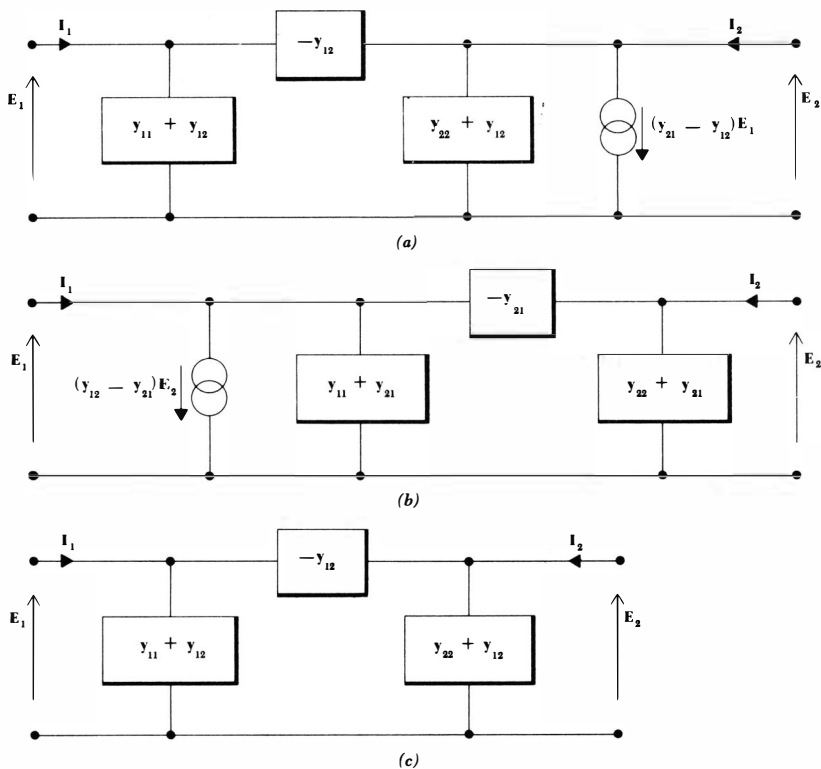 I₁ −y₁₂ I₂
E₁ y₁₁ + y₁₂ y₂₂ + y₁₂ (y₂₁ − y₁₂)E₁ E₂
(a)
I₁ −y₂₁ I₂
E₁ (y₁₂ − y₂₁)E₂ y₁₁ + y₂₁ y₂₂ + y₂₁ E₂
(b)
I₁ −y₁₂ I₂
E₁ y₁₁ + y₁₂ y₂₂ + y₁₂ E₂
(c)